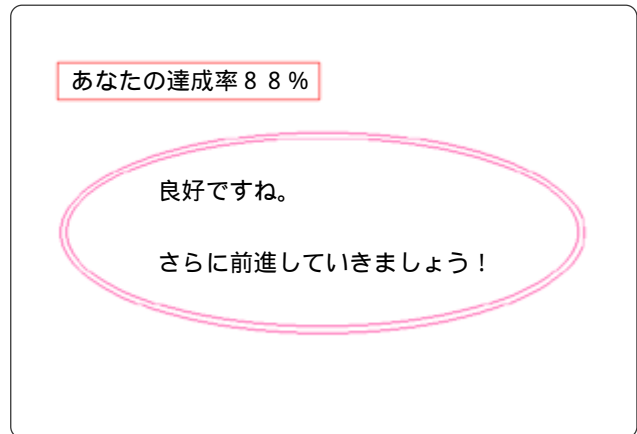 あなたの達成率８８％
良好ですね。
さらに前進していきましょう！